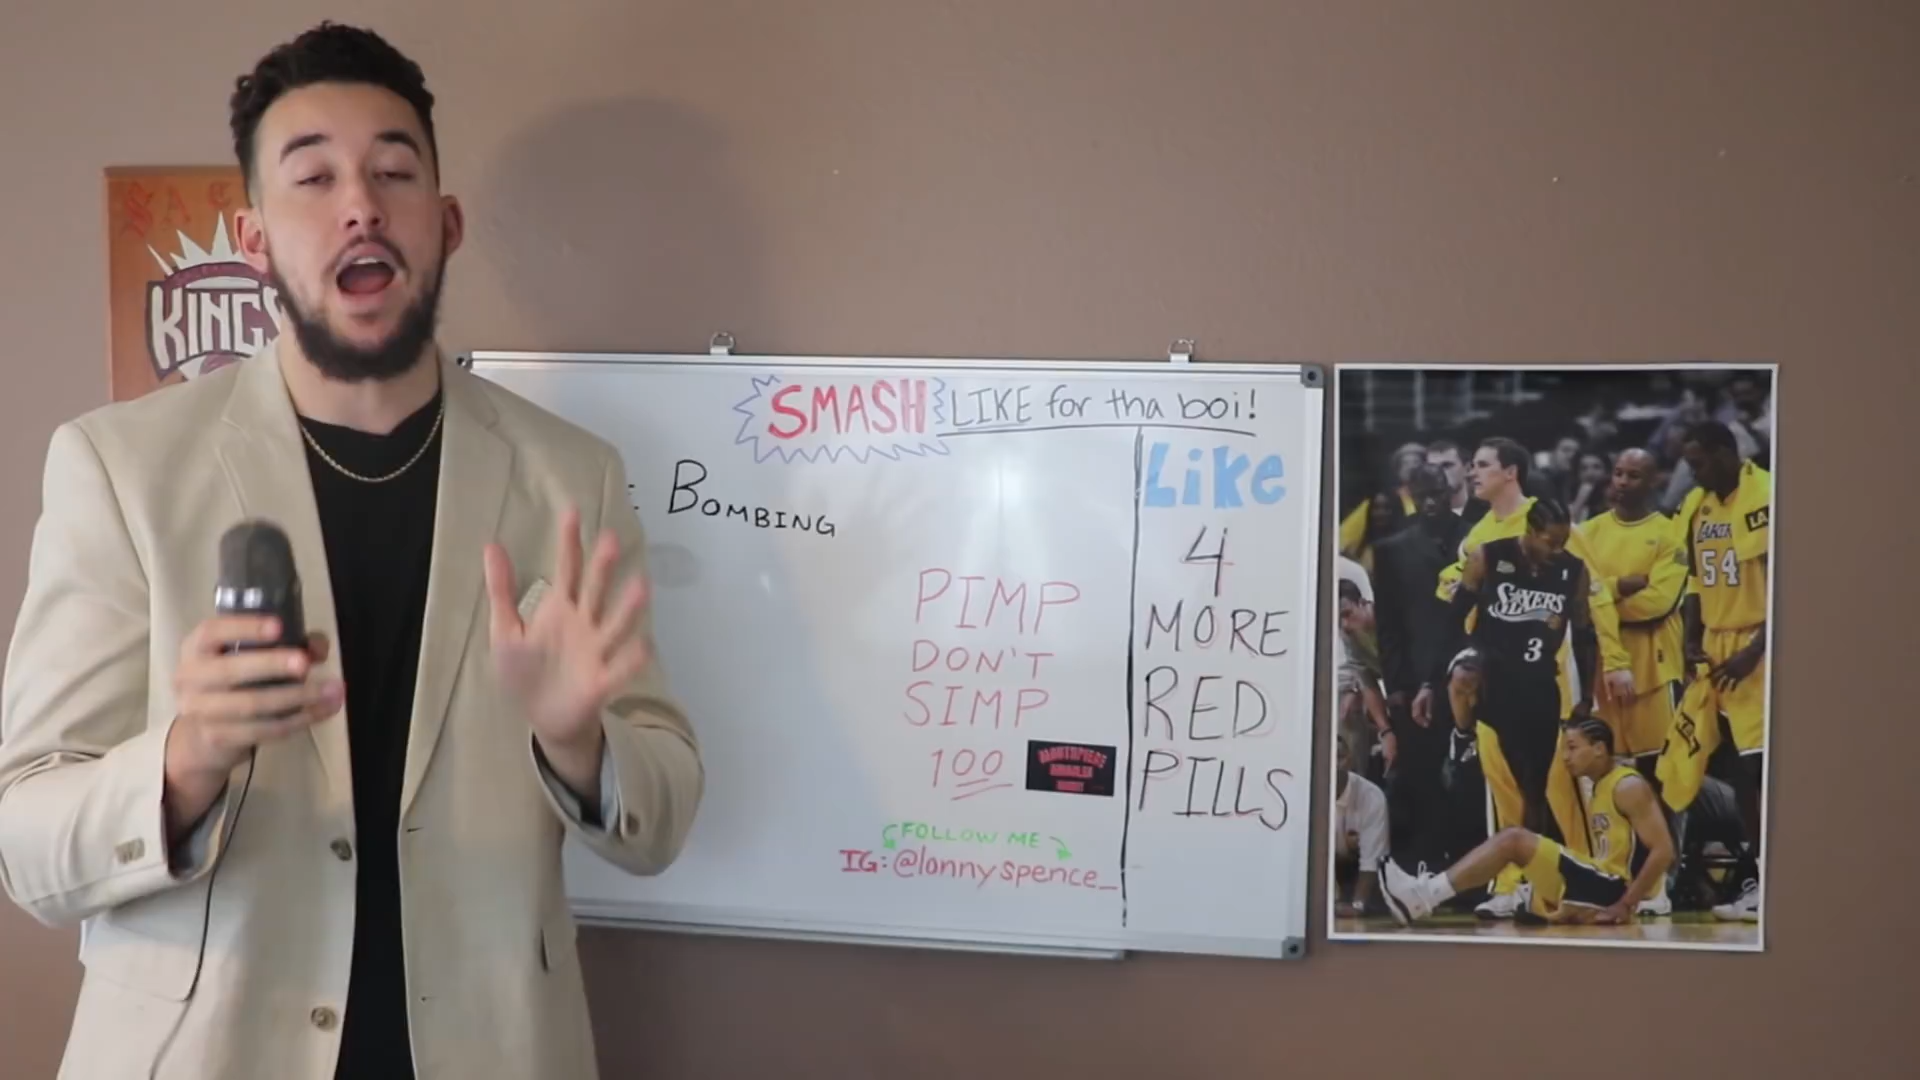 SAC
KINGS
SMASH LIKE for tha boi!
: BOMBING
Like
4
MORE
RED
PILLS
PIMP
DON'T
SIMP
100
FOLLOW ME
IG: @lonnyspence_
SIXERS
3
LAKERS
54
LA